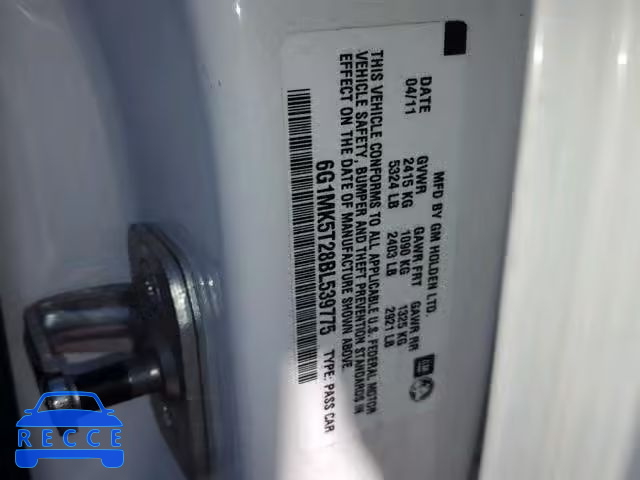 MFD BY GM HOLDEN LTD.
DATE GVWR GAWR FRT GAWR RR
04/11 2415 KG 1090 KG 1325 KG
5324 LB 2403 LB 2921 LB
GM
THIS VEHICLE CONFORMS TO ALL APPLICABLE U.S. FEDERAL MOTOR
VEHICLE SAFETY, BUMPER AND THEFT PREVENTION STANDARDS IN
EFFECT ON THE DATE OF MANUFACTURE SHOWN ABOVE.
6G1MK5T28BL539775 TYPE: PASS CAR
RECCE